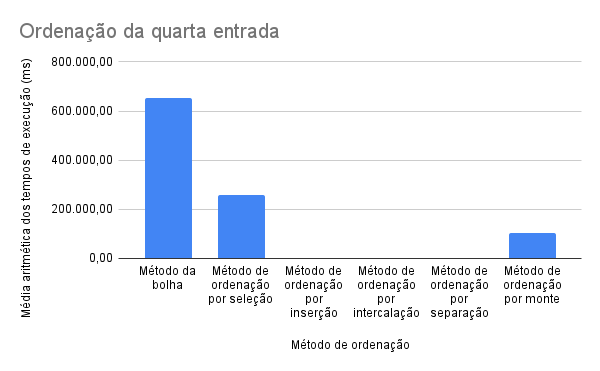 Ordenação da quarta entrada
Média aritmética dos tempos de execução (ms)
800.000,00
600.000,00
400.000,00
200.000,00
0,00
Método da
bolha
Método de
ordenação
por seleção
Método de
ordenação
por
inserção
Método de
ordenação
por
intercalação
Método de
ordenação
por
separação
Método de
ordenação
por monte
Método de ordenação